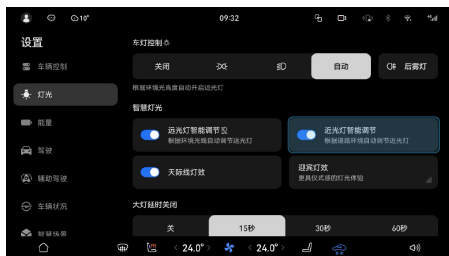 10°
09:32
设置
车灯控制
车辆控制
关闭
自动
后雾灯
灯光
根据环境光亮度自动开启近光灯
智慧灯光
能量
远光灯智能调节
根据环境光线自动调节远光灯
近光灯智能调节
根据道路环境自动调节近光灯
驾驶
辅助驾驶
天际线灯效
迎宾灯效
更具仪式感的灯光体验
车辆状况
大灯延时关闭
智慧场景
关
15秒
30秒
60秒
24.0°
24.0°